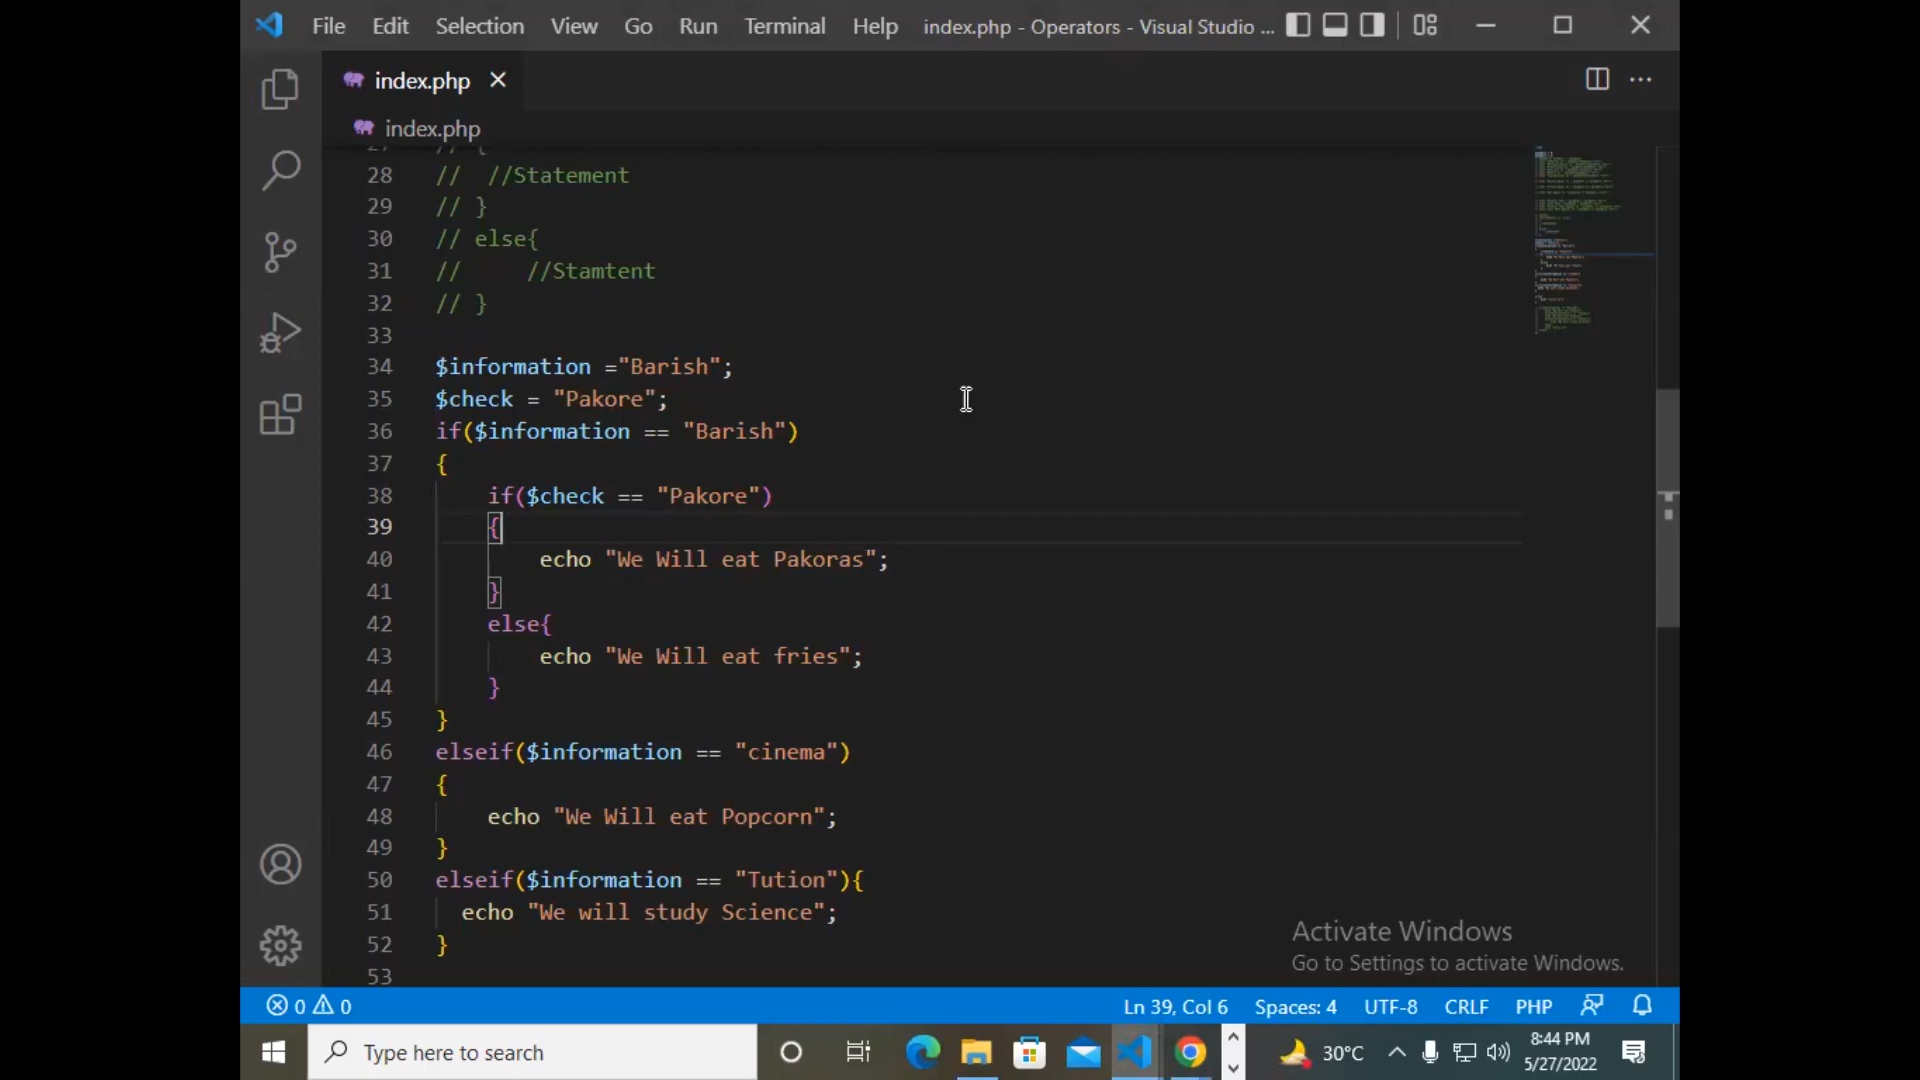 File Edit Selection View Go Run Terminal Help index.php - Operators - Visual Studio ...
index.php
index.php
27 // {
28 // //Statement
29 // }
30 // else{
31 // //Stamtent
32 // }
33
34 $information ="Barish";
35 $check = "Pakore";
36 if($information == "Barish")
37 {
38 if($check == "Pakore")
39 {
40 echo "We Will eat Pakoras";
41 }
42 else{
43 echo "We Will eat fries";
44 }
45 }
46 elseif($information == "cinema")
47 {
48 echo "We Will eat Popcorn";
49 }
50 elseif($information == "Tution"){
51 echo "We will study Science";
52 }
53
Activate Windows
Go to Settings to activate Windows.
0 0 Ln 39, Col 6 Spaces: 4 UTF-8 CRLF PHP
Type here to search 30°C 8:44 PM
5/27/2022